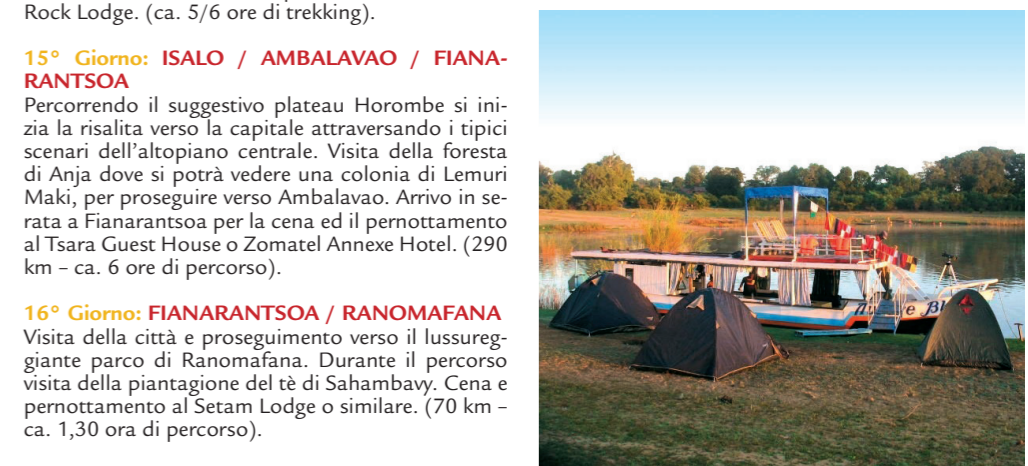 Rock Lodge. (ca. 5/6 ore di trekking).
15° Giorno: ISALO / AMBALAVAO / FIANA-
RANTSOA
Percorrendo il suggestivo plateau Horombe si ini-
zia la risalita verso la capitale attraversando i tipici
scenari dell’altopiano centrale. Visita della foresta
di Anja dove si potrà vedere una colonia di Lemuri
Maki, per proseguire verso Ambalavao. Arrivo in se-
rata a Fianarantsoa per la cena ed il pernottamento
al Tsara Guest House o Zomatel Annexe Hotel. (290
km – ca. 6 ore di percorso).
16° Giorno: FIANARANTSOA / RANOMAFANA
Visita della città e proseguimento verso il lussureg-
giante parco di Ranomafana. Durante il percorso
visita della piantagione del tè di Sahambavy. Cena e
pernottamento al Setam Lodge o similare. (70 km –
ca. 1,30 ora di percorso).